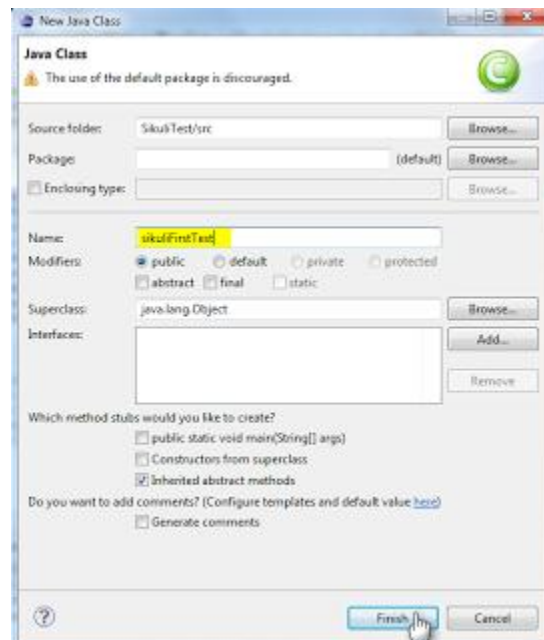 New Java Class
Java Class
The use of the default package is discouraged.
Source folder: SikuliTest/src Browse...
Package: (default) Browse...
Enclosing type: Browse...
Name: sikuliFirstTest
Modifiers: public default private protected
abstract final static
Superclass: java.lang.Object Browse...
Interfaces: Add...
Remove
Which method stubs would you like to create?
public static void main(String[] args)
Constructors from superclass
Inherited abstract methods
Do you want to add comments? (Configure templates and default value here)
Generate comments
Finish Cancel